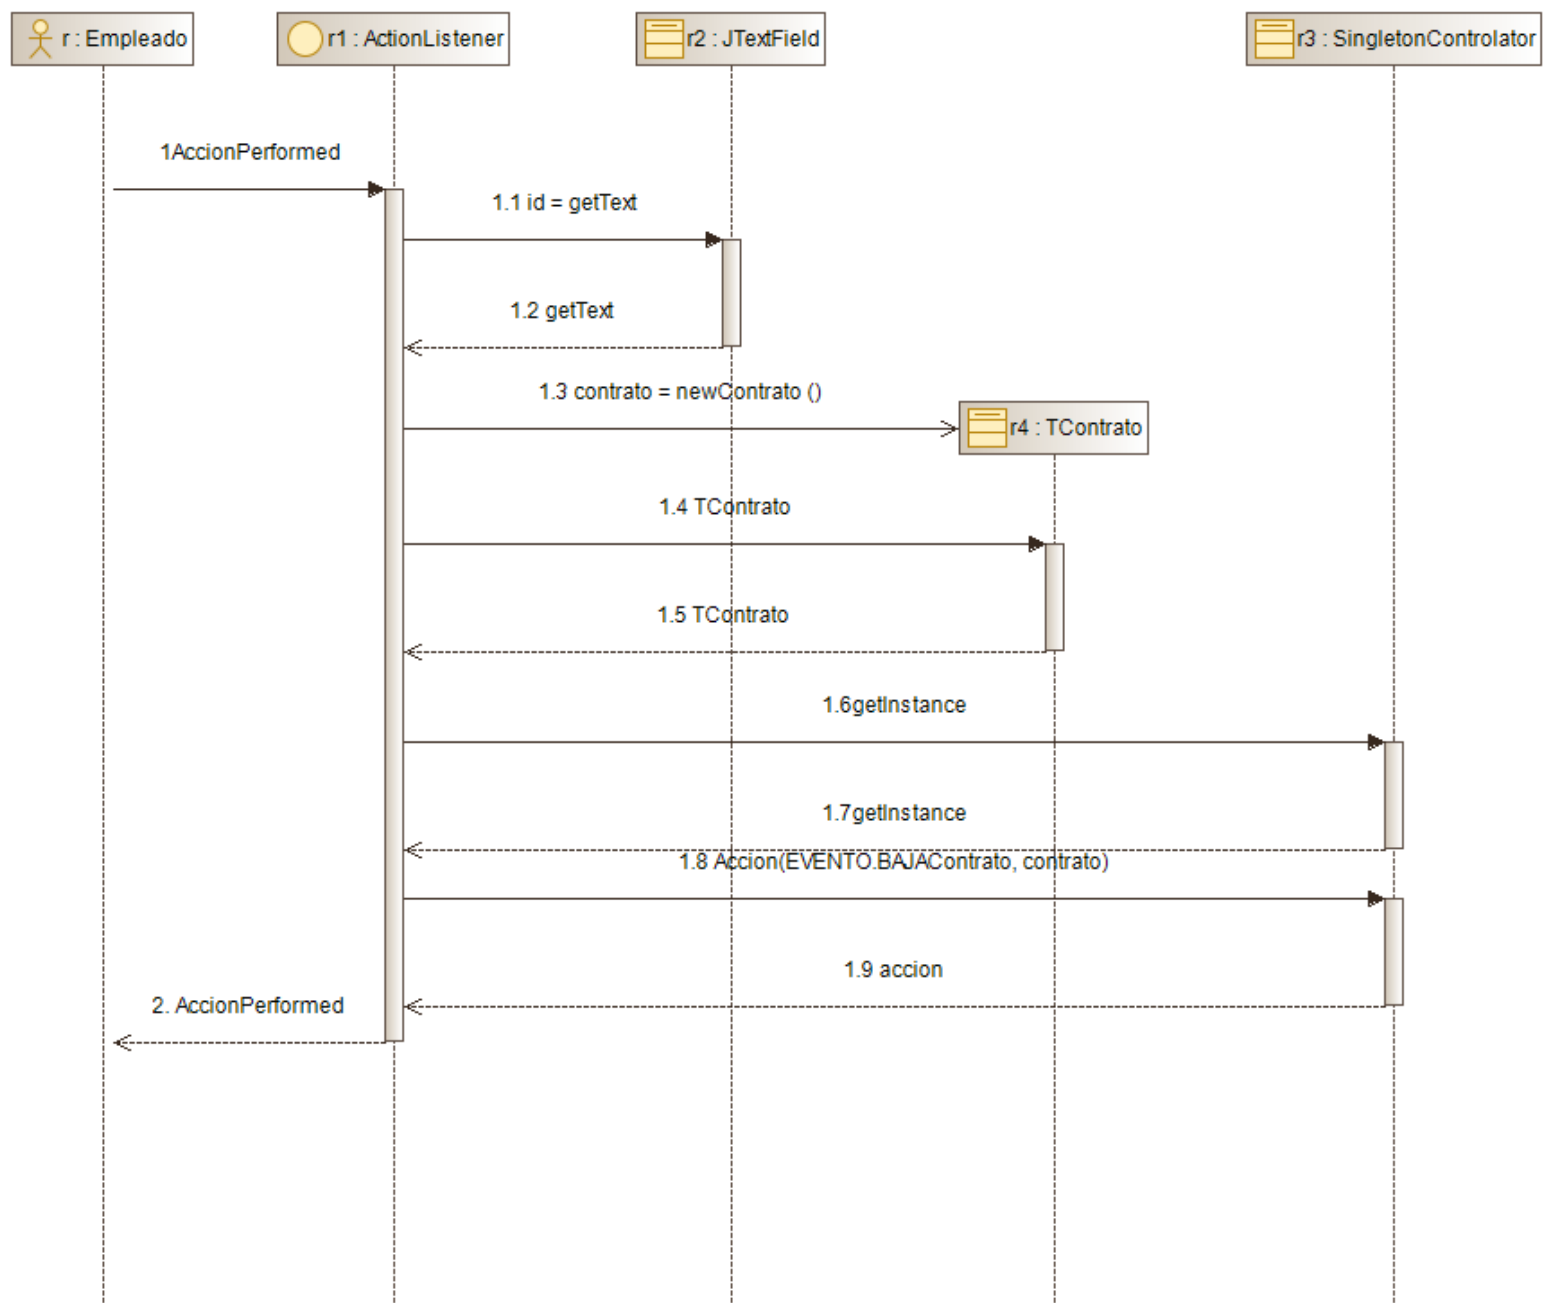 r : Empleado
r1 : ActionListener
r2 : JTextField
r3 : SingletonControlator
1AccionPerformed
1.1 id = getText
1.2 getText
1.3 contrato = newContrato ()
r4 : TContrato
1.4 TContrato
1.5 TContrato
1.6getInstance
1.7getInstance
1.8 Accion(EVENTO.BAJAContrato, contrato)
1.9 accion
2. AccionPerformed